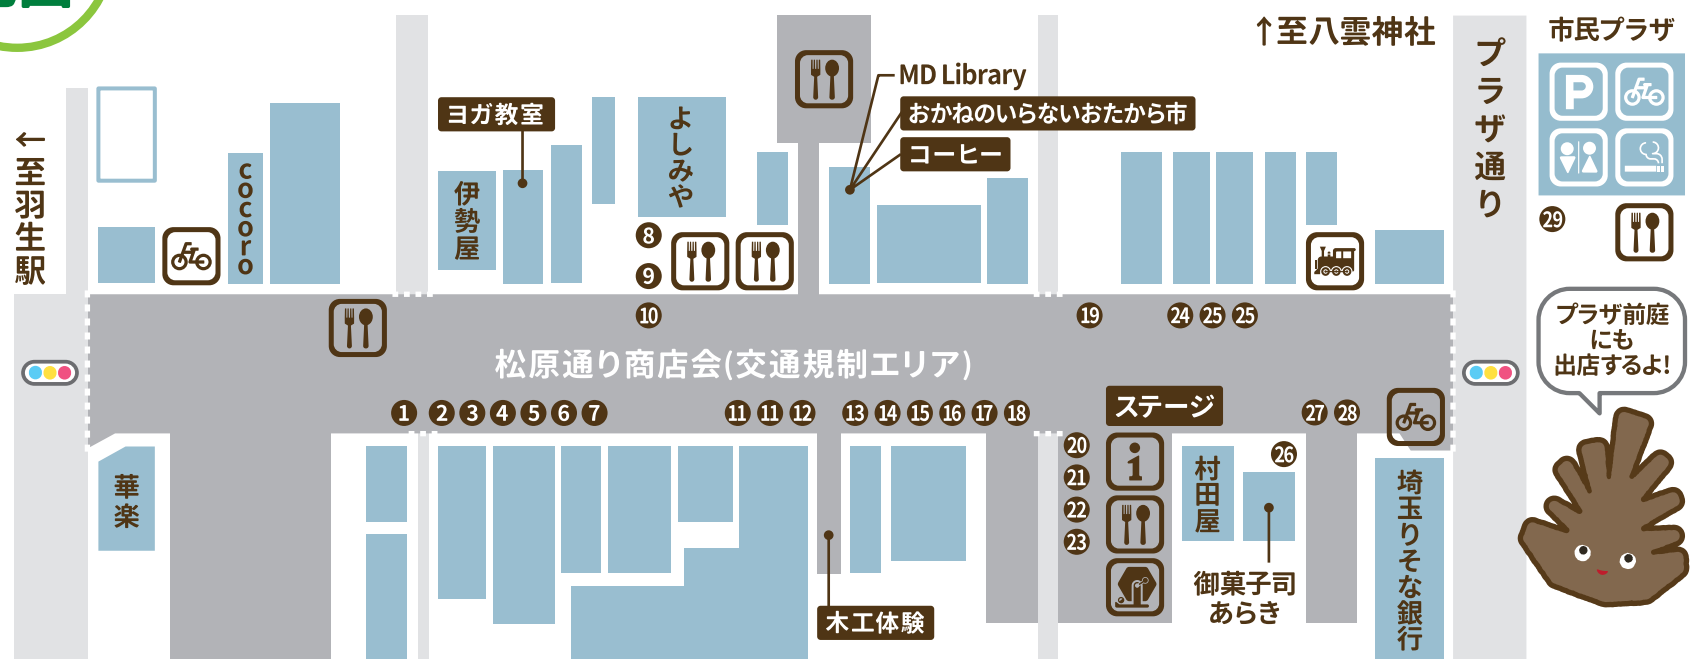 ↑至八雲神社
市民プラザ
プラザ通り
P
29
MD Library
おかねのいらないおたから市
コーヒー
ヨガ教室
よしみや
伊勢屋
cocoro
←至羽生駅
8
9
10
19
24
25
25
松原通り商店会(交通規制エリア)
プラザ前庭
にも
出店するよ!
1
2
3
4
5
6
7
11
11
12
13
14
15
16
17
18
ステージ
27
28
20
21
22
23
i
26
華楽
村田屋
埼玉りそな銀行
御菓子司
あらき
木工体験